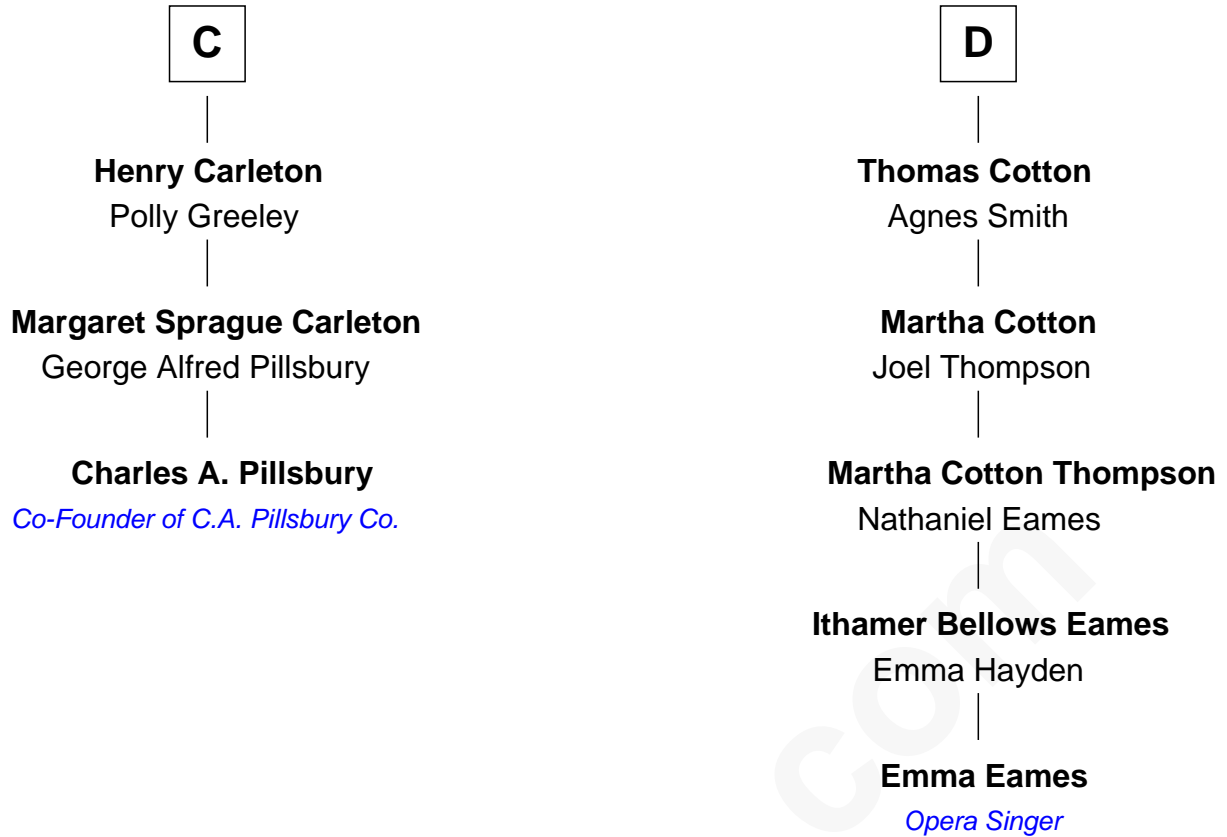 C
Henry Carleton
Polly Greeley
Margaret Sprague Carleton
George Alfred Pillsbury
Charles A. Pillsbury
Co-Founder of C.A. Pillsbury Co.
D
Thomas Cotton
Agnes Smith
Martha Cotton
Joel Thompson
Martha Cotton Thompson
Nathaniel Eames
Ithamer Bellows Eames
Emma Hayden
Emma Eames
Opera Singer
com